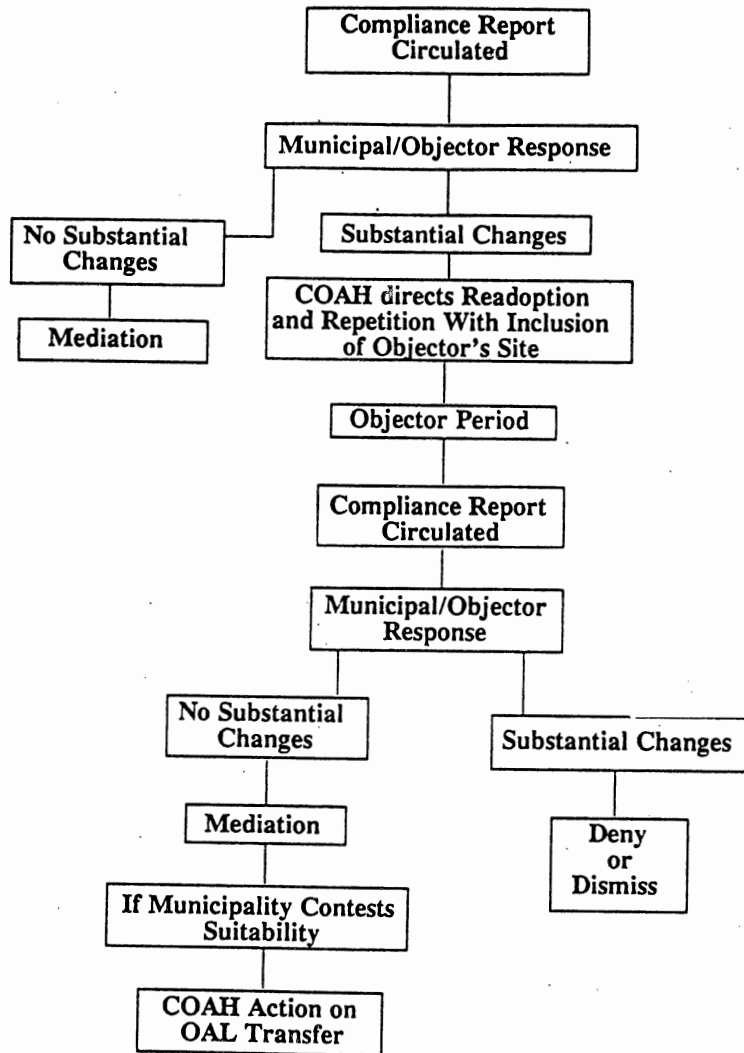 Compliance Report
Circulated
Municipal/Objector Response
No Substantial
Changes
Mediation
Substantial Changes
COAH directs Readoption
and Repetition With Inclusion
of Objector's Site
Objector Period
Compliance Report
Circulated
Municipal/Objector
Response
No Substantial
Changes
Mediation
If Municipality Contests
Suitability
COAH Action on
OAL Transfer
Substantial Changes
Deny
or
Dismiss